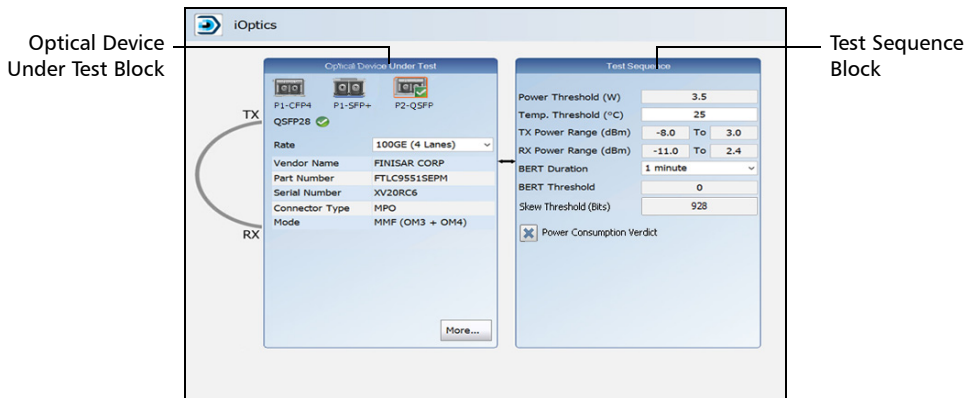 iOptics
Optical Device
Under Test Block
Test Sequence
Block
Optical Device Under Test
P1-CFP4 P1-SFP+ P2-QSFP
QSFP28
TX
RX
Rate 100GE (4 Lanes)
Vendor Name FINISAR CORP
Part Number FTLC9551SEPM
Serial Number XV20RC6
Connector Type MPO
Mode MMF (OM3 + OM4)
More...
Test Sequence
Power Threshold (W) 3.5
Temp. Threshold (°C) 25
TX Power Range (dBm) -8.0 To 3.0
RX Power Range (dBm) -11.0 To 2.4
BERT Duration 1 minute
BERT Threshold 0
Skew Threshold (Bits) 928
Power Consumption Verdict